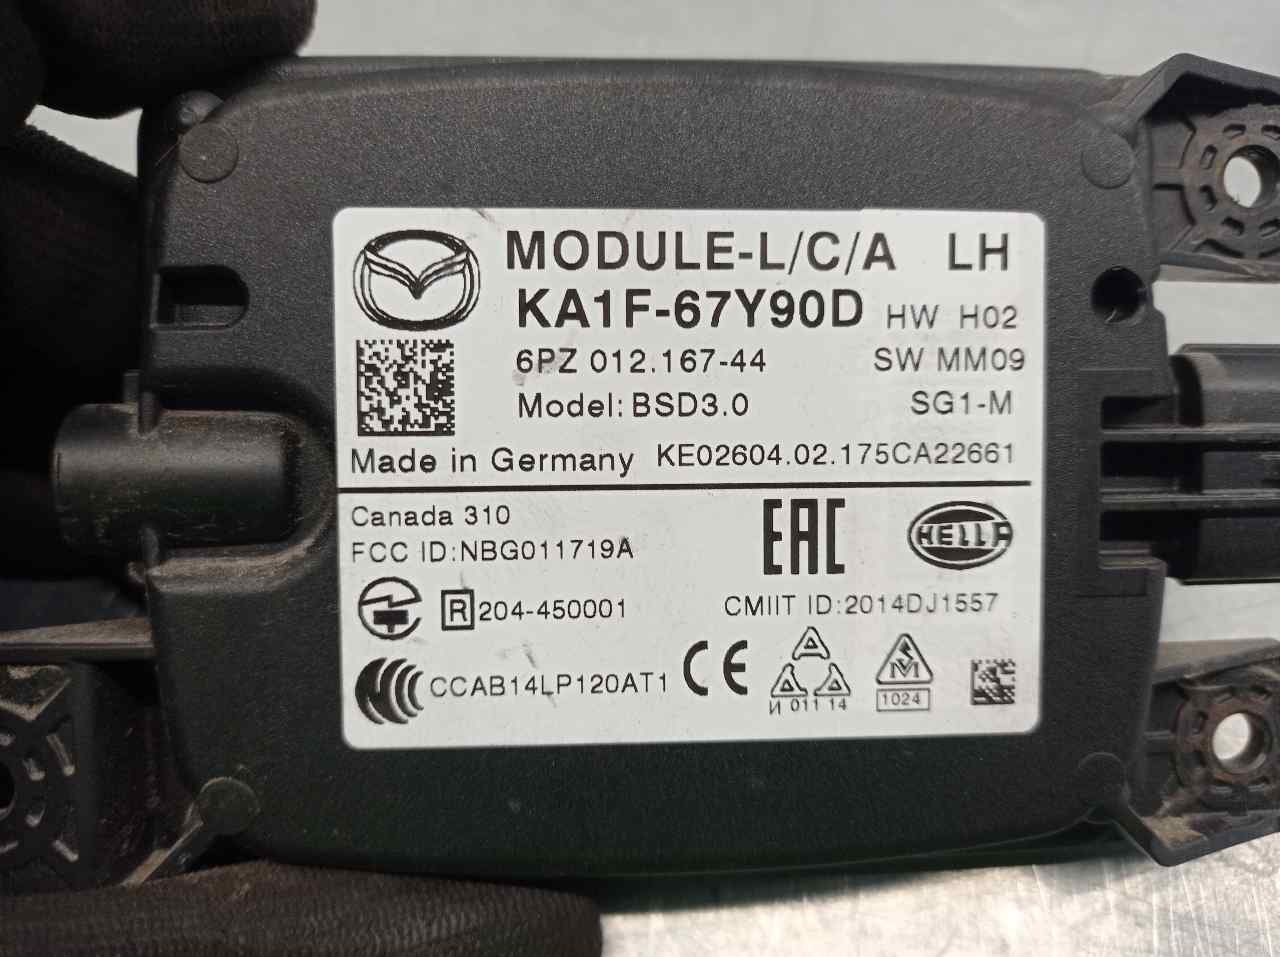 MODULE-L/C/A LH
KA1F-67Y90D HW H02
6PZ 012.167-44 SW MM09
Model: BSD3.0 SG1-M
Made in Germany KE02604.02.175CA22661
Canada 310
FCC ID:NBG011719A
EAC
HELLA
R 204-450001
CMIIT ID:2014DJ1557
CCAB14LP120AT1
CE
И 011 14
1024